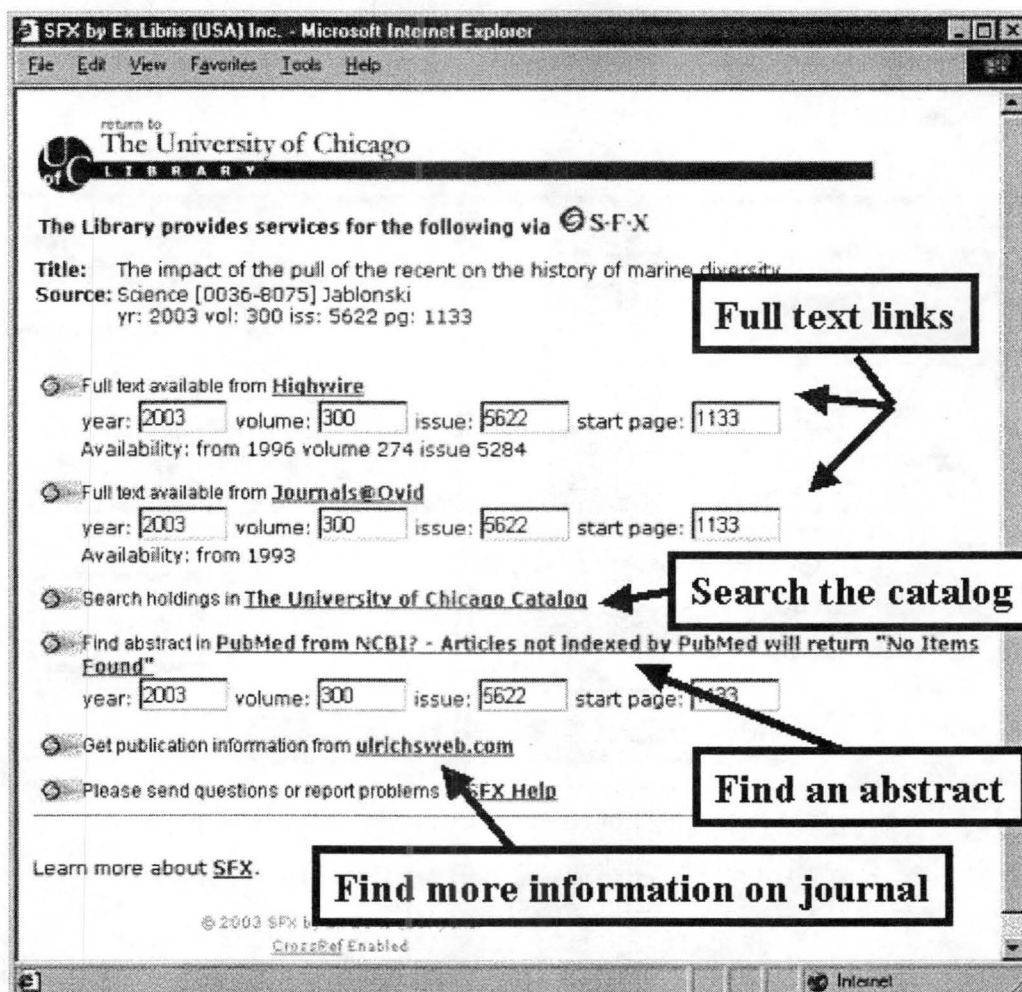 SFX by Ex Libris (USA) Inc. - Microsoft Internet Explorer
File Edit View Favorites Tools Help
return to
The University of Chicago
U of C
LIBRARY
The Library provides services for the following via S·F·X
Title: The impact of the pull of the recent on the history of marine diversity
Source: Science [0036-8075] Jablonski
yr: 2003 vol: 300 iss: 5622 pg: 1133
Full text links
Full text available from Highwire
year: 2003 volume: 300 issue: 5622 start page: 1133
Availability: from 1996 volume 274 issue 5284
Full text available from Journals@Ovid
year: 2003 volume: 300 issue: 5622 start page: 1133
Availability: from 1993
Search the catalog
Search holdings in The University of Chicago Catalog
Find abstract in PubMed from NCBI? - Articles not indexed by PubMed will return "No Items
Found"
year: 2003 volume: 300 issue: 5622 start page: 1133
Get publication information from ulrichsweb.com
Find an abstract
Please send questions or report problems SFX Help
Learn more about SFX.
Find more information on journal
© 2003 SFX by
CrossRef Enabled
Internet